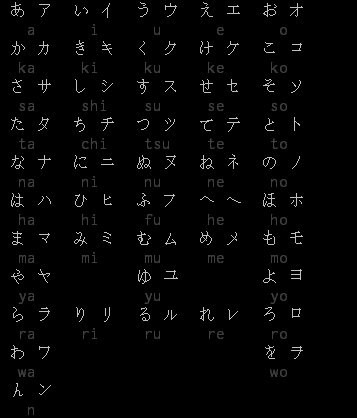 あ ア い イ う ウ え エ お オ
a i u e o
か カ き キ く ク け ケ こ コ
ka ki ku ke ko
さ サ し シ す ス せ セ そ ソ
sa shi su se so
た タ ち チ つ ツ て テ と ト
ta chi tsu te to
な ナ に ニ ぬ ヌ ね ネ の ノ
na ni nu ne no
は ハ ひ ヒ ふ フ へ ヘ ほ ホ
ha hi fu he ho
ま マ み ミ む ム め メ も モ
ma mi mu me mo
や ヤ ゆ ユ よ ヨ
ya yu yo
ら ラ り リ る ル れ レ ろ ロ
ra ri ru re ro
わ ワ を ヲ
wa wo
ん ン
n